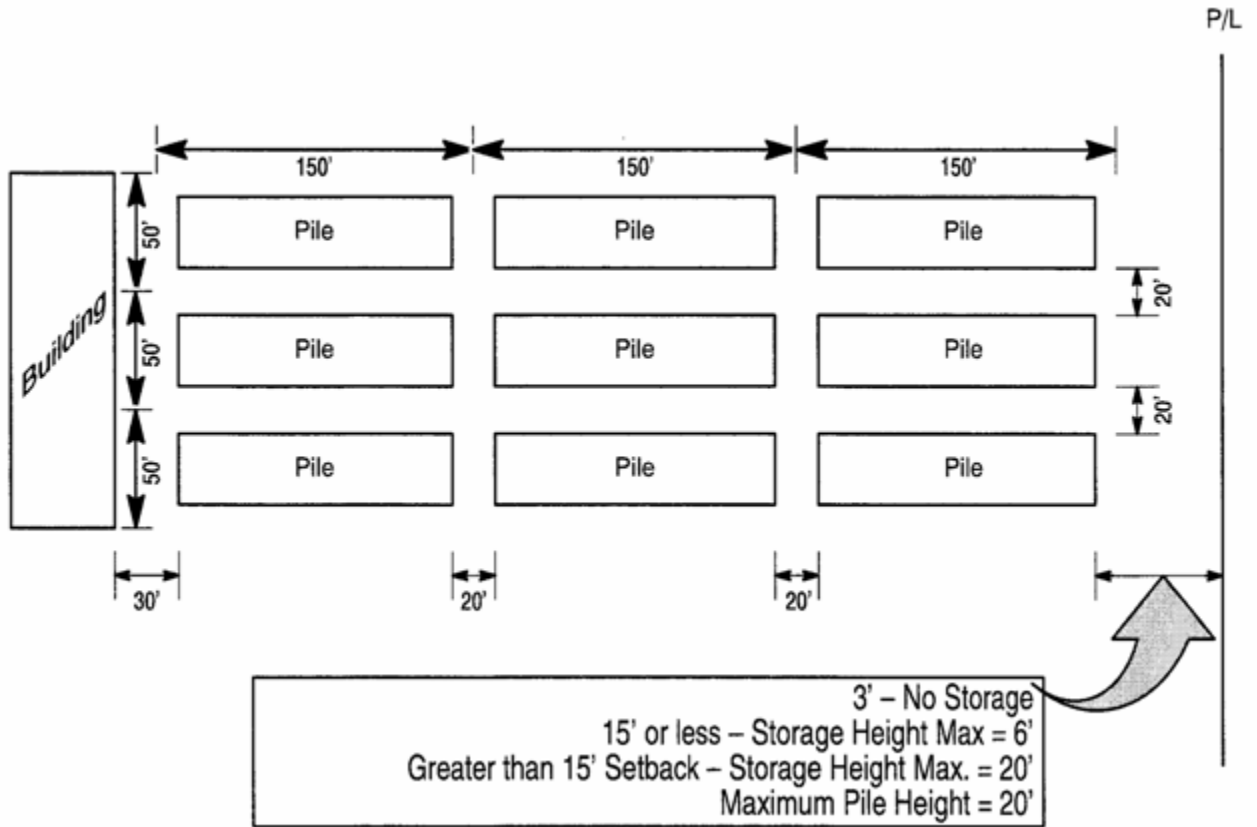 P/L
150' 150' 150'
Building
50'
50'
50'
Pile Pile Pile
20'
Pile Pile Pile
20'
Pile Pile Pile
30' 20' 20'
3' – No Storage
15' or less – Storage Height Max = 6'
Greater than 15' Setback – Storage Height Max. = 20'
Maximum Pile Height = 20'